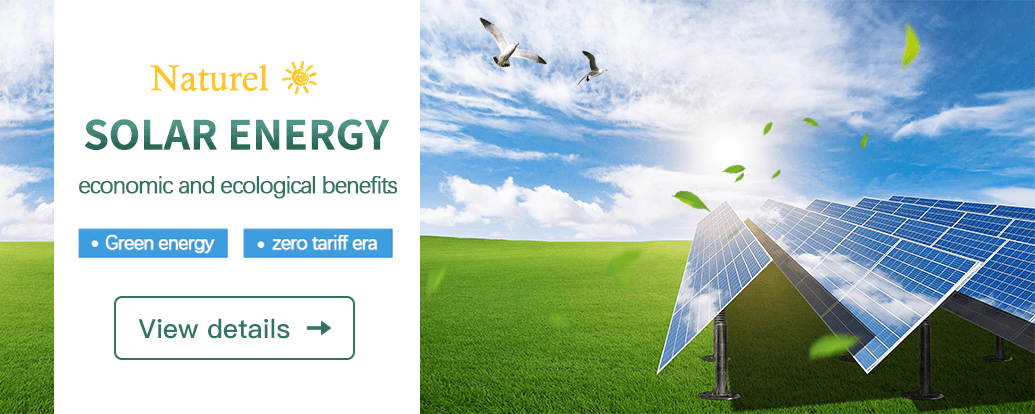 Naturel
SOLAR ENERGY
economic and ecological benefits
• Green energy • zero tariff era
View details →